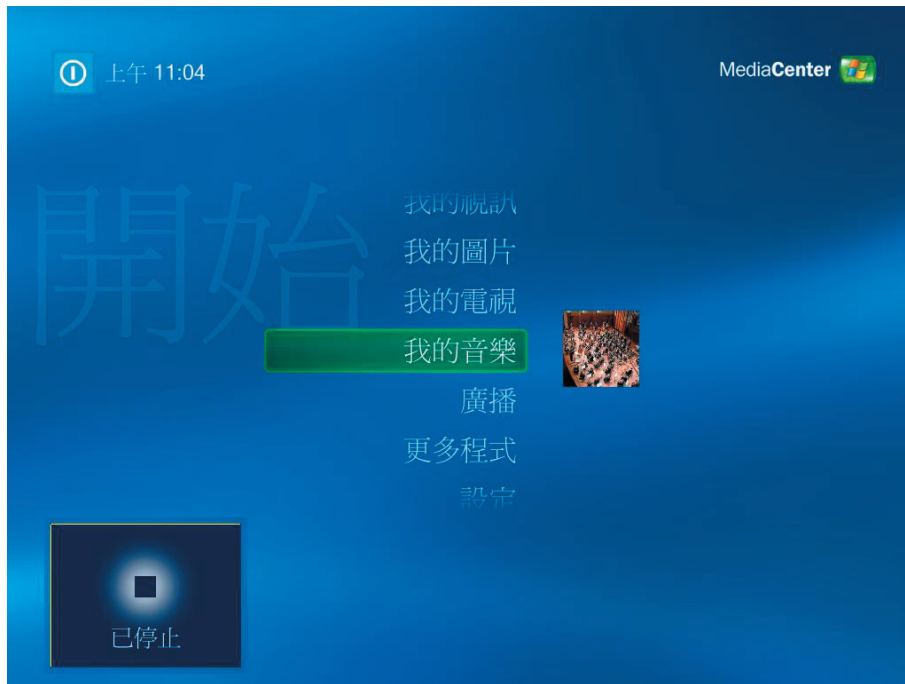 上午 11:04
MediaCenter
開始
我的視訊
我的圖片
我的電視
我的音樂
廣播
更多程式
設定
已停止